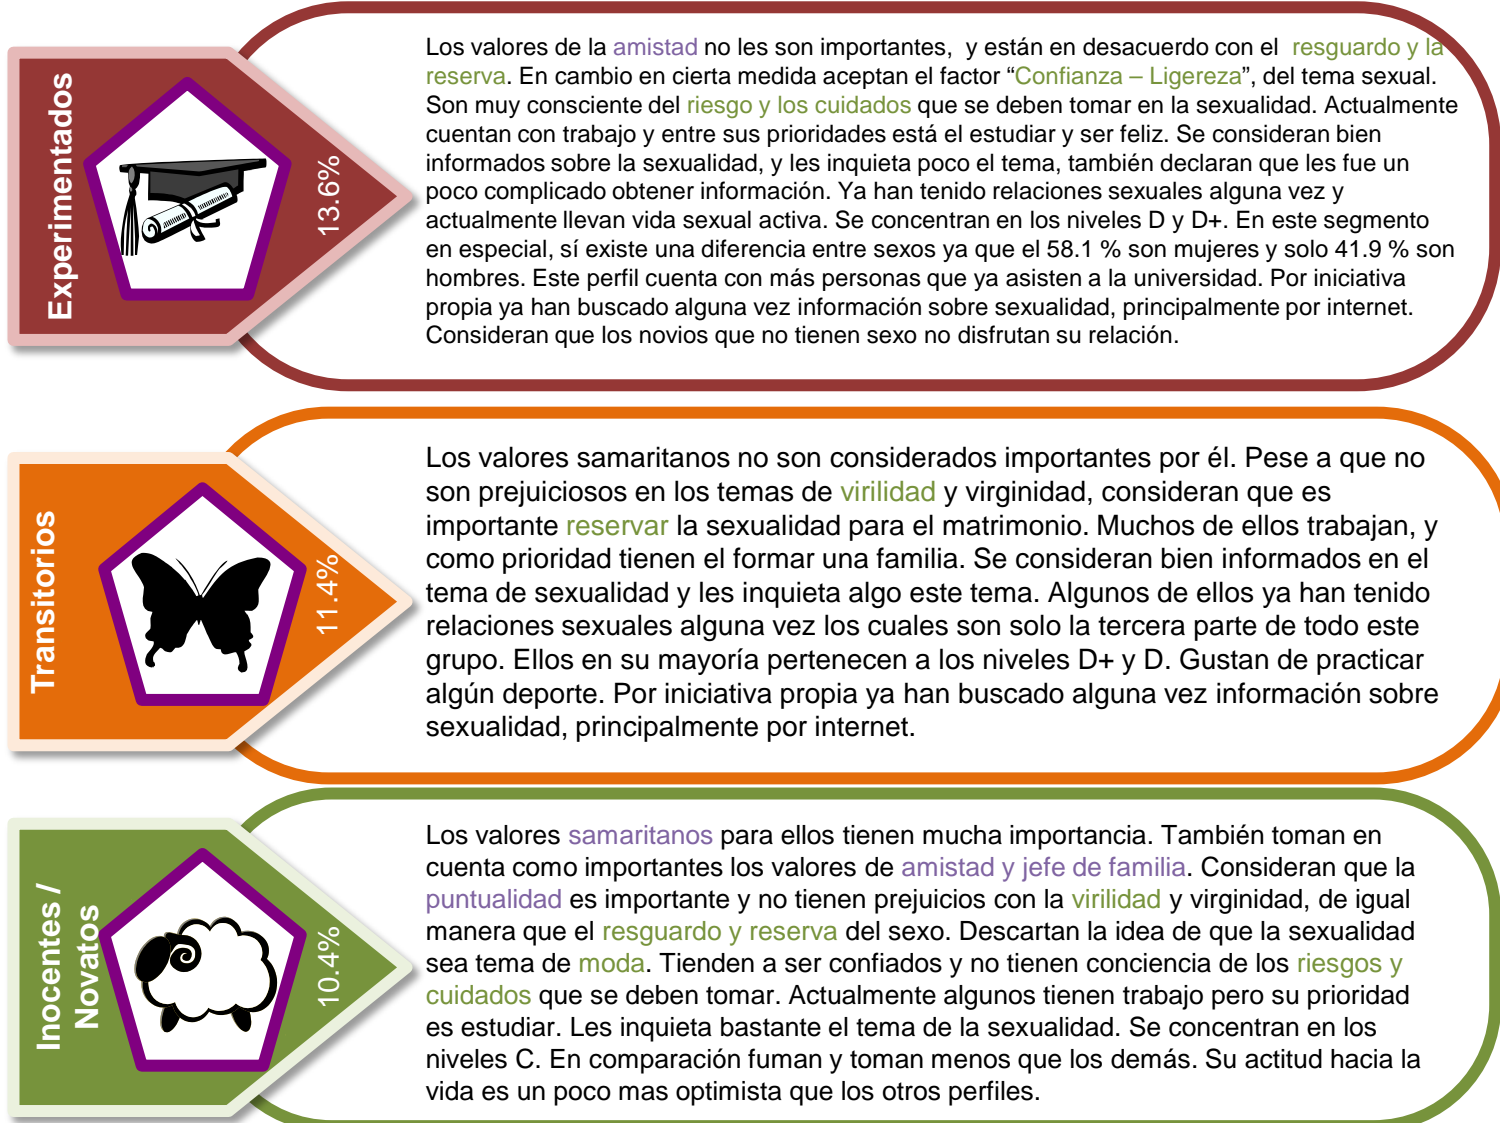 Experimentados
13.6%
Los valores de la amistad no les son importantes, y están en desacuerdo con el resguardo y la
reserva. En cambio en cierta medida aceptan el factor “Confianza – Ligereza”, del tema sexual.
Son muy consciente del riesgo y los cuidados que se deben tomar en la sexualidad. Actualmente
cuentan con trabajo y entre sus prioridades está el estudiar y ser feliz. Se consideran bien
informados sobre la sexualidad, y les inquieta poco el tema, también declaran que les fue un
poco complicado obtener información. Ya han tenido relaciones sexuales alguna vez y
actualmente llevan vida sexual activa. Se concentran en los niveles D y D+. En este segmento
en especial, sí existe una diferencia entre sexos ya que el 58.1 % son mujeres y solo 41.9 % son
hombres. Este perfil cuenta con más personas que ya asisten a la universidad. Por iniciativa
propia ya han buscado alguna vez información sobre sexualidad, principalmente por internet.
Consideran que los novios que no tienen sexo no disfrutan su relación.
Transitorios
11.4%
Los valores samaritanos no son considerados importantes por él. Pese a que no
son prejuiciosos en los temas de virilidad y virginidad, consideran que es
importante reservar la sexualidad para el matrimonio. Muchos de ellos trabajan, y
como prioridad tienen el formar una familia. Se consideran bien informados en el
tema de sexualidad y les inquieta algo este tema. Algunos de ellos ya han tenido
relaciones sexuales alguna vez los cuales son solo la tercera parte de todo este
grupo. Ellos en su mayoría pertenecen a los niveles D+ y D. Gustan de practicar
algún deporte. Por iniciativa propia ya han buscado alguna vez información sobre
sexualidad, principalmente por internet.
Inocentes /
Novatos
10.4%
Los valores samaritanos para ellos tienen mucha importancia. También toman en
cuenta como importantes los valores de amistad y jefe de familia. Consideran que la
puntualidad es importante y no tienen prejuicios con la virilidad y virginidad, de igual
manera que el resguardo y reserva del sexo. Descartan la idea de que la sexualidad
sea tema de moda. Tienden a ser confiados y no tienen conciencia de los riesgos y
cuidados que se deben tomar. Actualmente algunos tienen trabajo pero su prioridad
es estudiar. Les inquieta bastante el tema de la sexualidad. Se concentran en los
niveles C. En comparación fuman y toman menos que los demás. Su actitud hacia la
vida es un poco mas optimista que los otros perfiles.